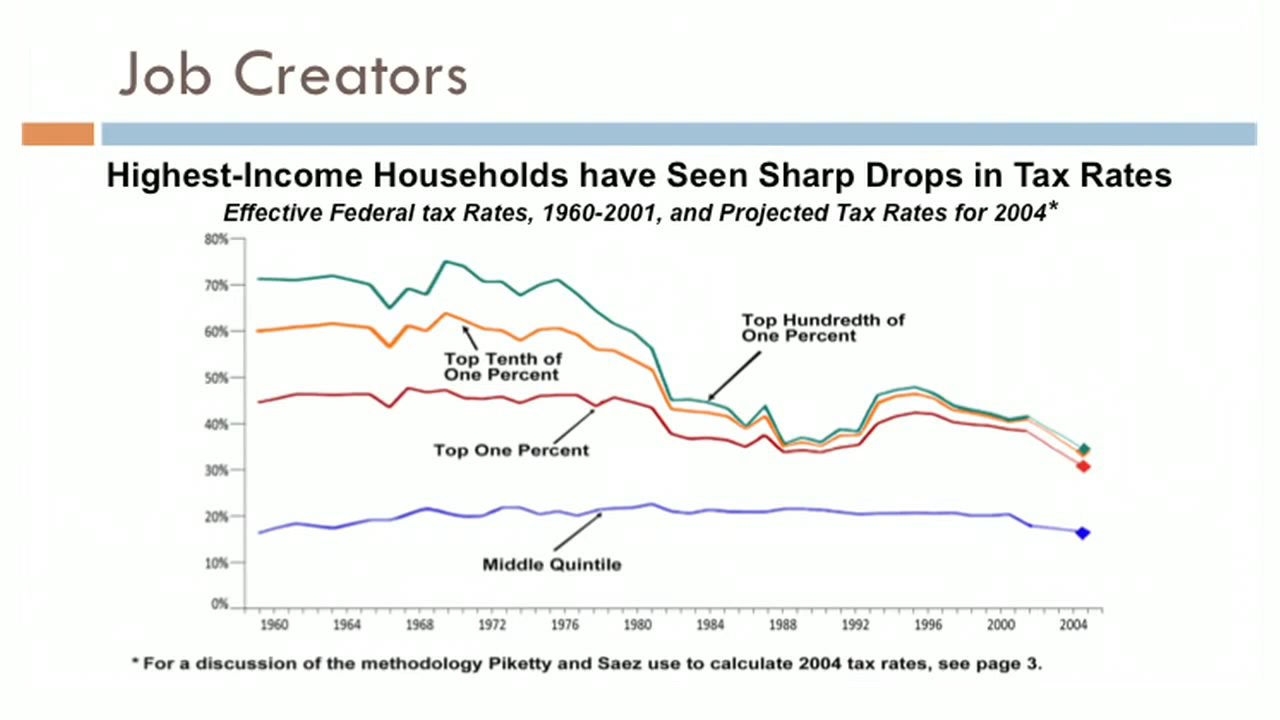 Job Creators
Highest-Income Households have Seen Sharp Drops in Tax Rates
Effective Federal tax Rates, 1960-2001, and Projected Tax Rates for 2004*
80%
70%
60%
50%
40%
30%
20%
10%
0%
Top Hundredth of
One Percent
Top Tenth of
One Percent
Top One Percent
Middle Quintile
1960 1964 1968 1972 1976 1980 1984 1988 1992 1996 2000 2004
* For a discussion of the methodology Piketty and Saez use to calculate 2004 tax rates, see page 3.